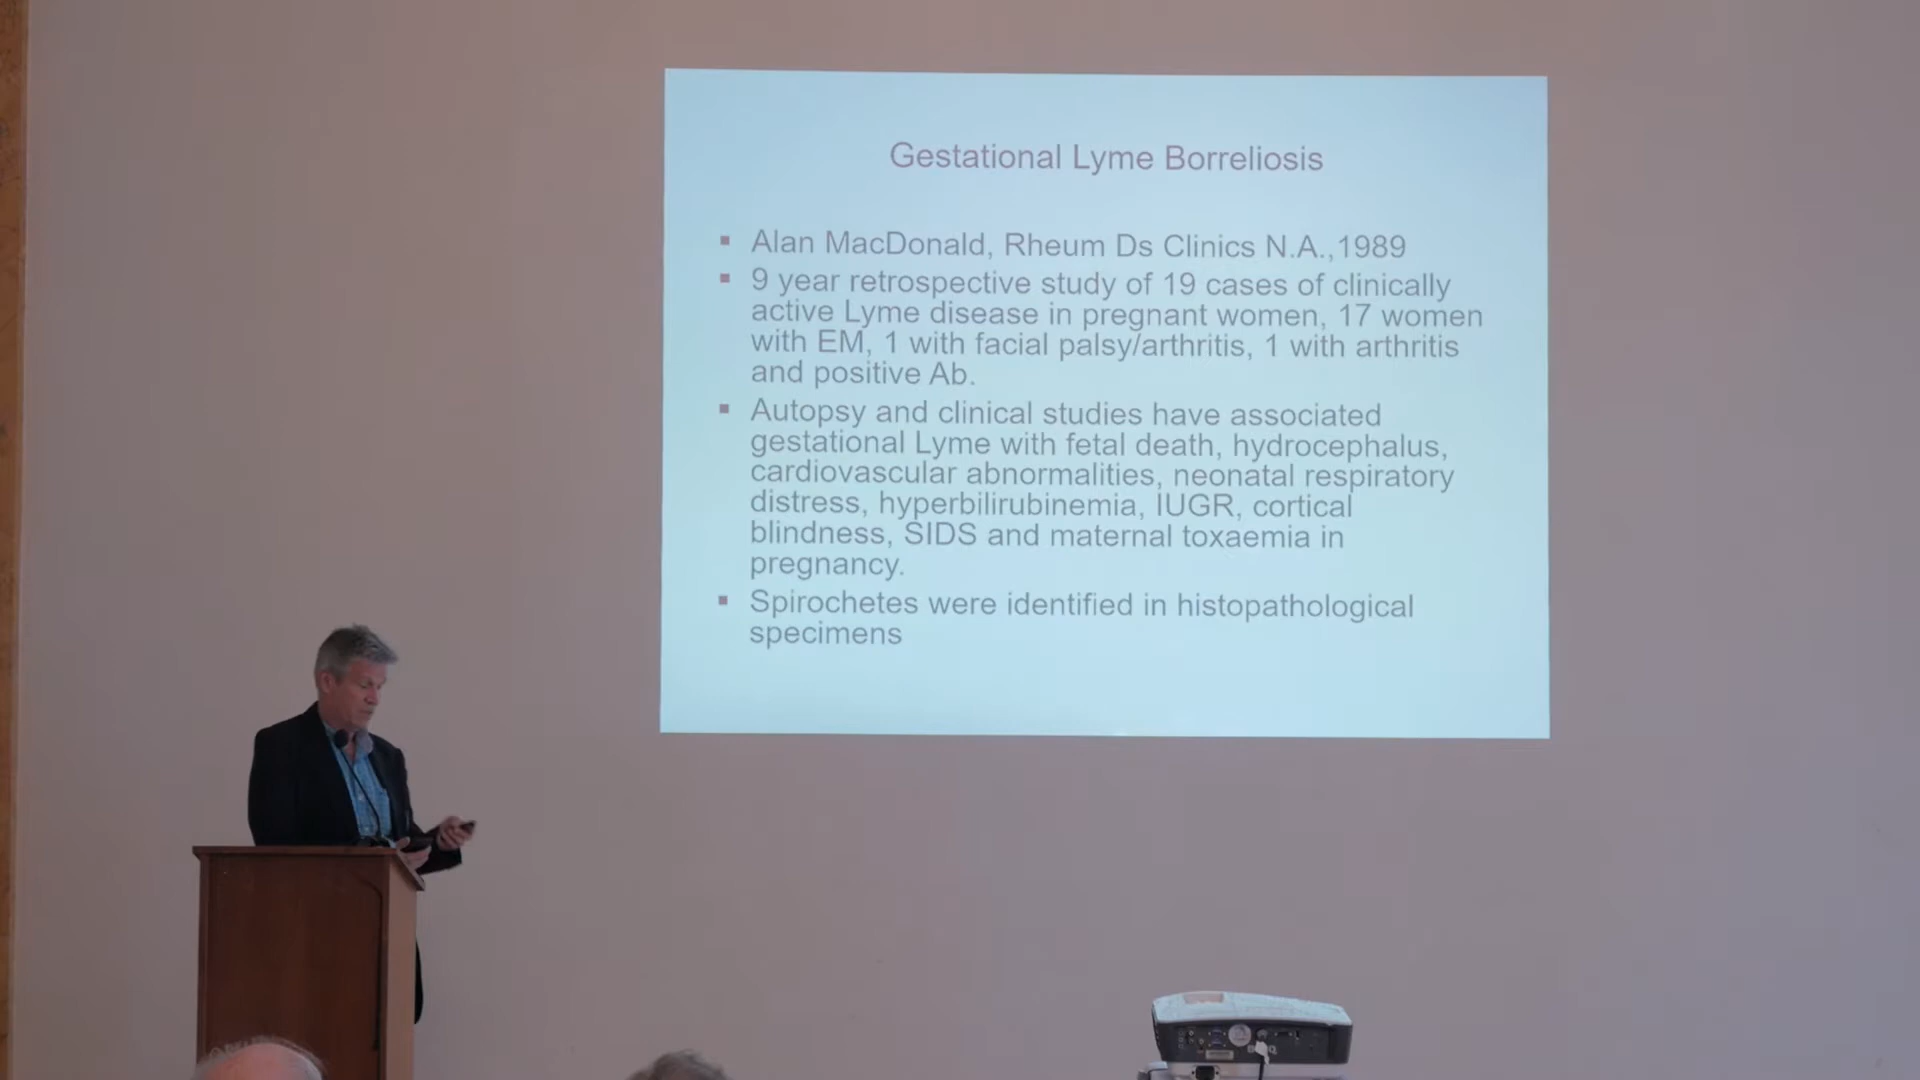 Gestational Lyme Borreliosis
▪ Alan MacDonald, Rheum Ds Clinics N.A.,1989
▪ 9 year retrospective study of 19 cases of clinically
active Lyme disease in pregnant women, 17 women
with EM, 1 with facial palsy/arthritis, 1 with arthritis
and positive Ab.
▪ Autopsy and clinical studies have associated
gestational Lyme with fetal death, hydrocephalus,
cardiovascular abnormalities, neonatal respiratory
distress, hyperbilirubinemia, IUGR, cortical
blindness, SIDS and maternal toxaemia in
pregnancy.
▪ Spirochetes were identified in histopathological
specimens